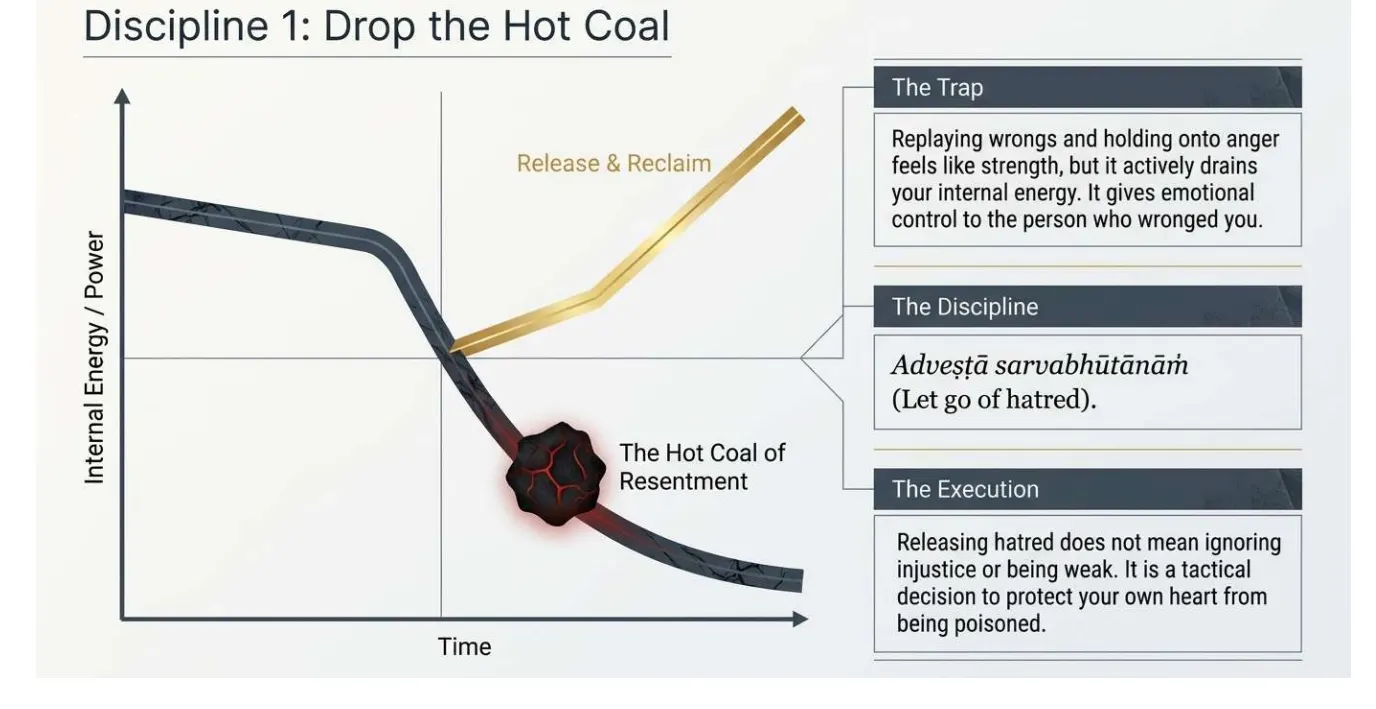 Discipline 1: Drop the Hot Coal
Internal Energy / Power
Release & Reclaim
The Hot Coal of
Resentment
Time
The Trap
Replaying wrongs and holding onto anger
feels like strength, but it actively drains
your internal energy. It gives emotional
control to the person who wronged you.
The Discipline
Adveṣṭā sarvabhūtānāṁ
(Let go of hatred).
The Execution
Releasing hatred does not mean ignoring
injustice or being weak. It is a tactical
decision to protect your own heart from
being poisoned.